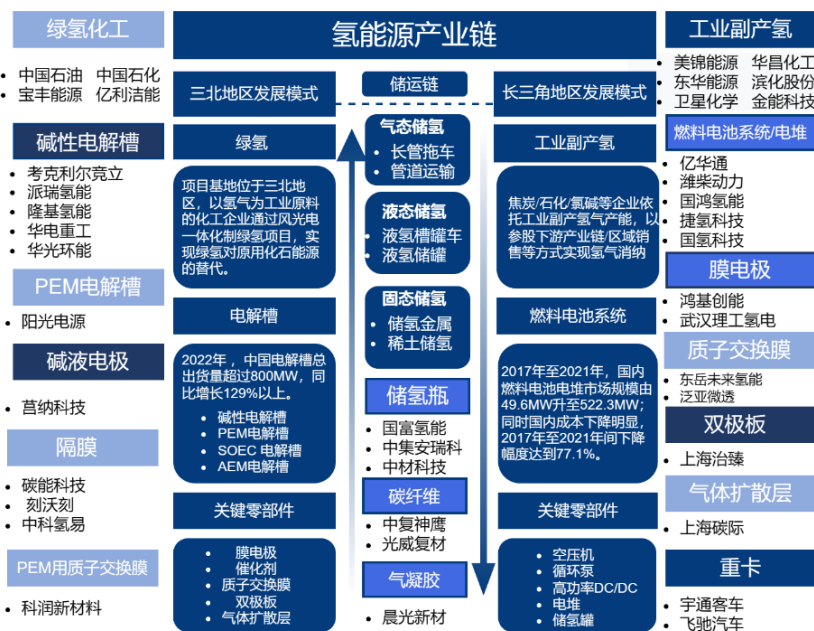 绿氢化工
中国石油 中国石化
宝丰能源 亿利洁能
碱性电解槽
考克利尔竞立
派瑞氢能
隆基氢能
华电重工
华光环能
PEM电解槽
阳光电源
碱液电极
莒纳科技
隔膜
碳能科技
刻沃刻
中科氢易
PEM用质子交换膜
科润新材料
氢能源产业链
三北地区发展模式
绿氢
项目基地位于三北地
区，以氢气为工业原料
的化工企业通过风光电
一体化制绿氢项目，实
现绿氢对原用化石能源
的替代。
电解槽
2022年，中国电解槽总
出货量超过800MW，同
比增长129%以上。
碱性电解槽
PEM电解槽
SOEC 电解槽
AEM电解槽
关键零部件
膜电极
催化剂
质子交换膜
双极板
气体扩散层
储运链
气态储氢
长管拖车
管道运输
液态储氢
液氢槽罐车
液氢储罐
固态储氢
储氢金属
稀土储氢
储氢瓶
国富氢能
中集安瑞科
中材科技
碳纤维
中复神鹰
光威复材
气凝胶
晨光新材
长三角地区发展模式
工业副产氢
焦炭/石化/氯碱等企业依
托工业副产氢气产能，以
参股下游产业链/区域销
售等方式实现氢气消纳
燃料电池系统
2017年至2021年，国内
燃料电池电堆市场规模由
49.6MW升至522.3MW；
同时国内成本下降明显，
2017年至2021年间下降
幅度达到77.1%。
关键零部件
空压机
循环泵
高功率DC/DC
电堆
储氢罐
工业副产氢
美锦能源 华昌化工
东华能源 滨化股份
卫星化学 金能科技
燃料电池系统/电堆
亿华通
潍柴动力
国鸿氢能
捷氢科技
国氢科技
膜电极
鸿基创能
武汉理工氢电
质子交换膜
东岳未来氢能
泛亚微透
双极板
上海治臻
气体扩散层
上海碳际
重卡
宇通客车
飞驰汽车